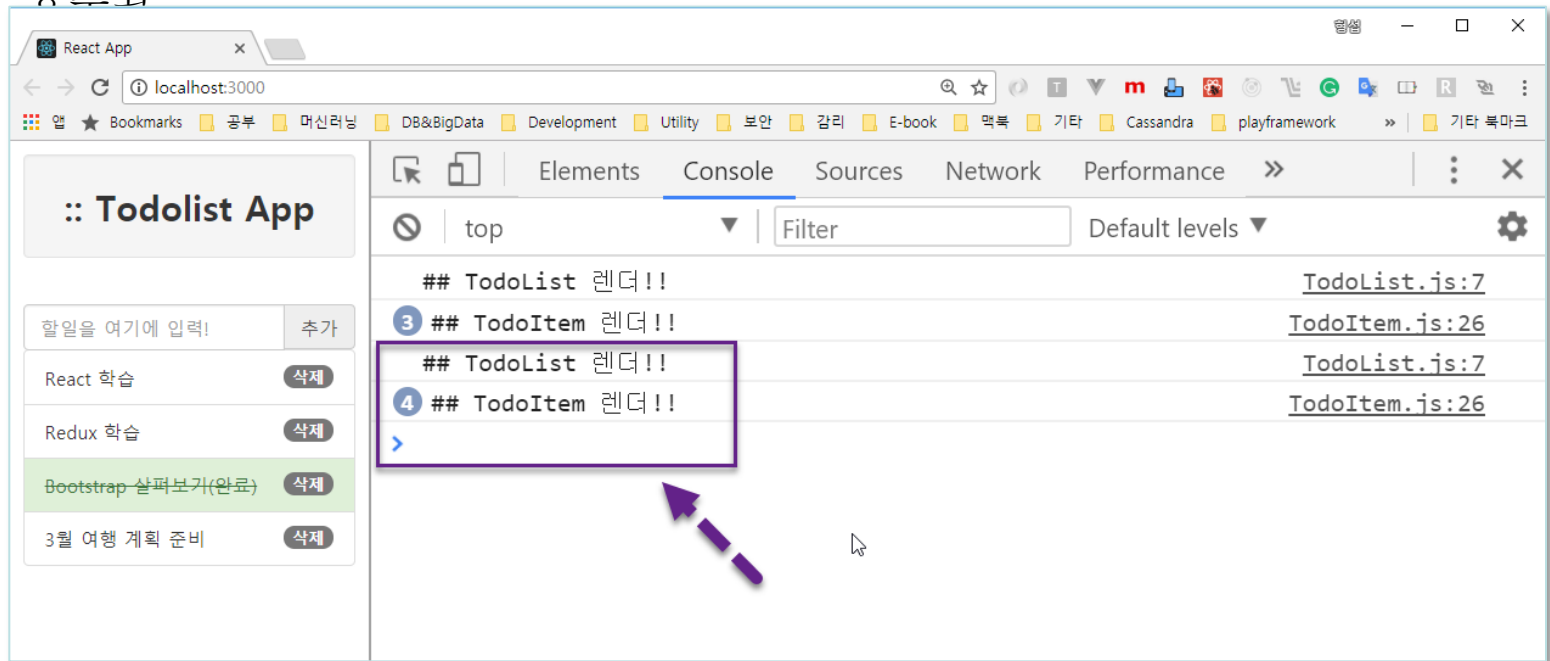 형섭
React App
localhost:3000
앱 Bookmarks 공부 머신러닝 DB&BigData Development Utility 보안 감리 E-book 맥북 기타 Cassandra playframework » 기타 북마크
Elements Console Sources Network Performance »
:: Todolist App
top Filter Default levels
## TodoList 렌더!! TodoList.js:7
할일을 여기에 입력! 추가
3 ## TodoItem 렌더!! TodoItem.js:26
## TodoList 렌더!! TodoList.js:7
React 학습 삭제
4 ## TodoItem 렌더!! TodoItem.js:26
Redux 학습 삭제
Bootstrap 살펴보기(완료) 삭제
3월 여행 계획 준비 삭제